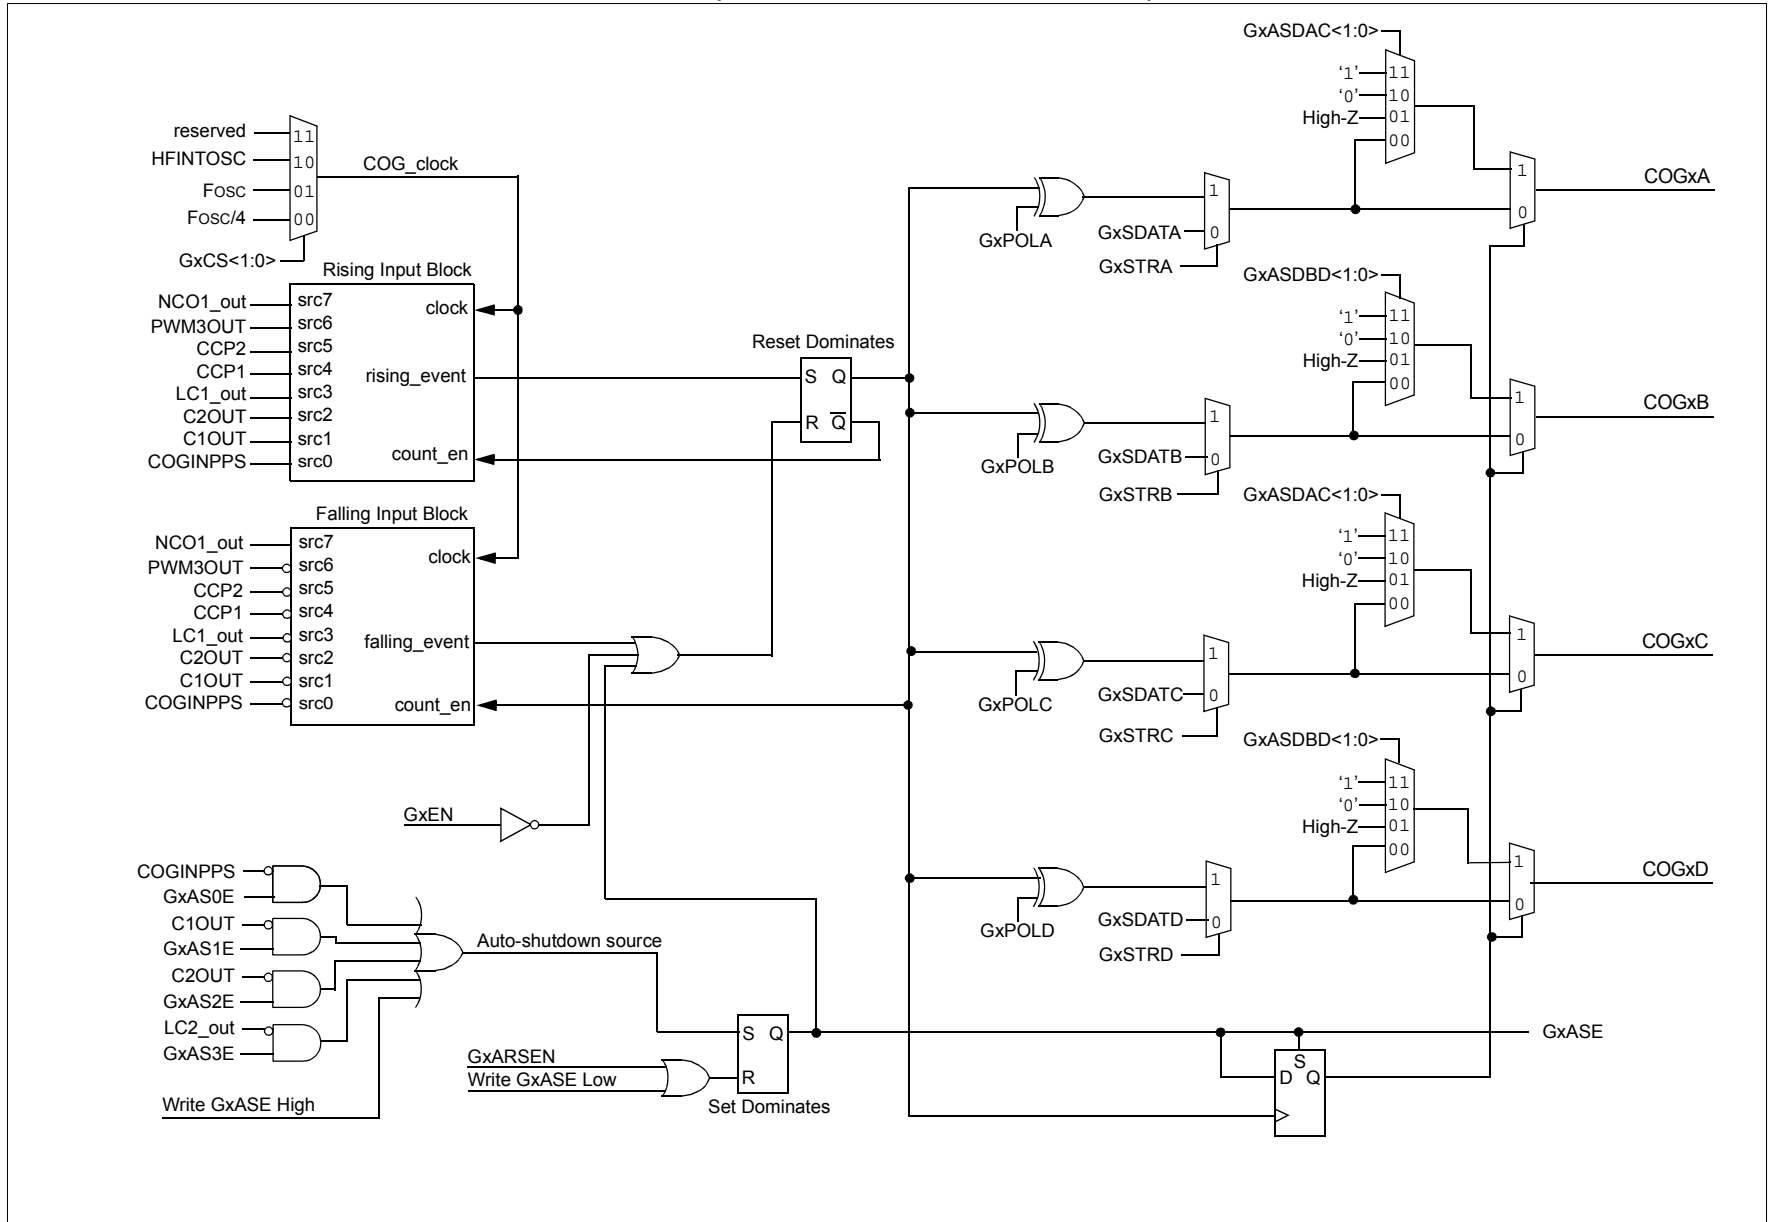 GxASDAC<1:0>
'1'
11
'0'
10
High-Z
01
00
reserved
11
HFINTOSC
10
COG_clock
FOSC
01
FOSC/4
00
GxCS<1:0>
1
0
COGxA
GxPOLA
1
GxSDATA
0
GxSTRA
Rising Input Block
NCO1_out
src7
clock
PWM3OUT
src6
CCP2
src5
CCP1
src4
rising_event
LC1_out
src3
C2OUT
src2
C1OUT
src1
count_en
COGINPPS
src0
Reset Dominates
S Q
R Q
GxASDBD<1:0>
'1'
11
'0'
10
High-Z
01
00
1
0
COGxB
GxPOLB
1
GxSDATB
0
GxSTRB
Falling Input Block
NCO1_out
src7
clock
PWM3OUT
src6
CCP2
src5
CCP1
src4
LC1_out
src3
falling_event
C2OUT
src2
C1OUT
src1
COGINPPS
src0
count_en
GxASDAC<1:0>
'1'
11
'0'
10
High-Z
01
00
1
0
COGxC
GxPOLC
1
GxSDATC
0
GxSTRC
GxEN
GxASDBD<1:0>
'1'
11
'0'
10
High-Z
01
00
1
0
COGxD
GxPOLD
1
GxSDATD
0
GxSTRD
COGINPPS
GxAS0E
C1OUT
GxAS1E
C2OUT
GxAS2E
LC2_out
GxAS3E
Auto-shutdown source
Write GxASE High
GxARSEN
Write GxASE Low
S Q
R
Set Dominates
GxASE
S
D Q